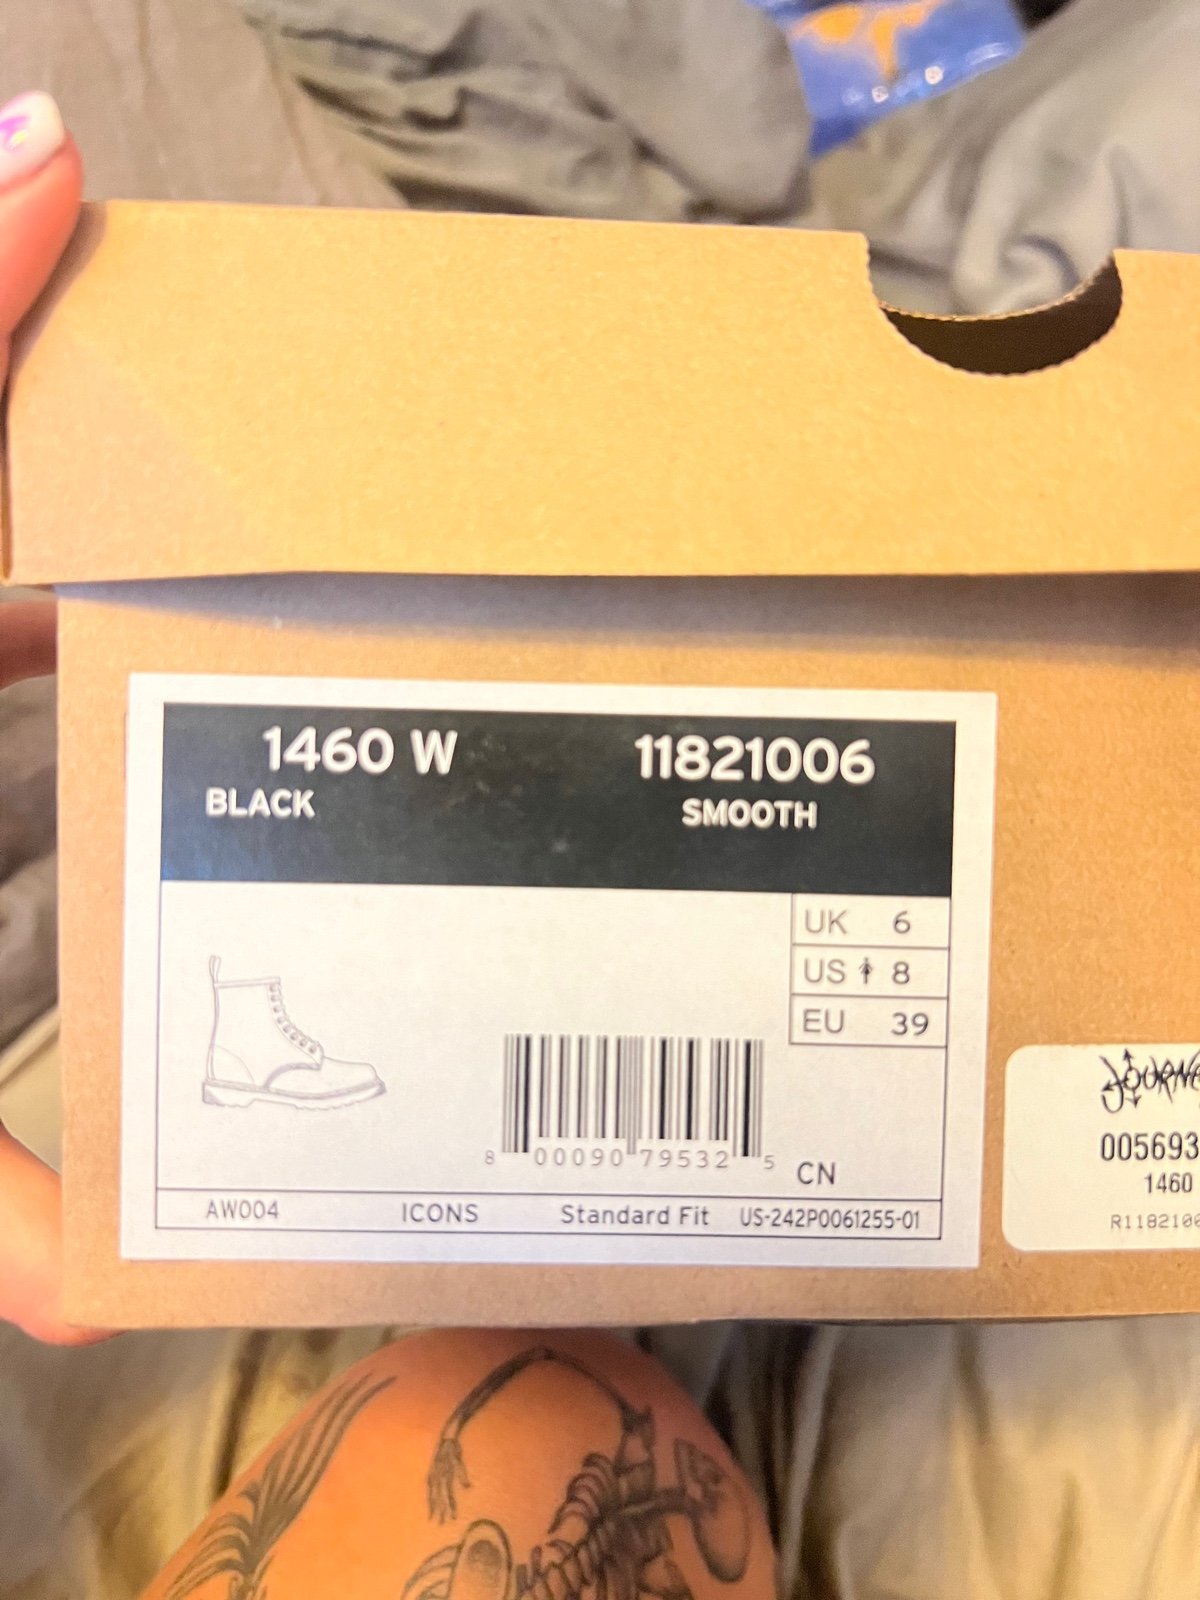 1460 W 11821006
BLACK SMOOTH
UK 6
US 8
EU 39
8 00090 79532 5 CN
AW004 ICONS Standard Fit US-242P0061255-01
005693
1460